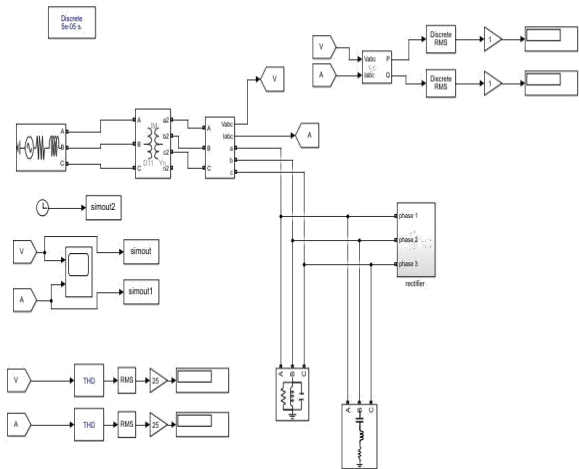 Discrete
5e-05 s.
V
A
Vabc
Iabc
P
Q
Discrete
RMS
1
Discrete
RMS
1
V
A
A
B
C
A
B
C
a2
b2
c2
n2
D11
Yn
A
B
C
Vabc
Iabc
a
b
c
simout2
V
A
simout
simout1
phase 1
phase 2
phase 3
rectifier
A
B
C
A
B
C
V
THD
RMS
25
A
THD
RMS
25